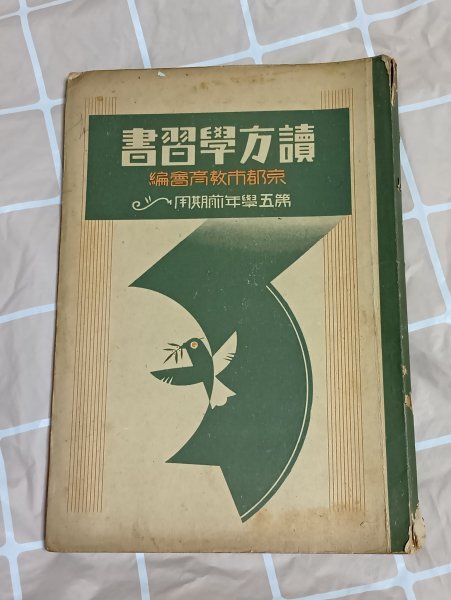 讀方學習書
京都市教育會編
第五學年前期用